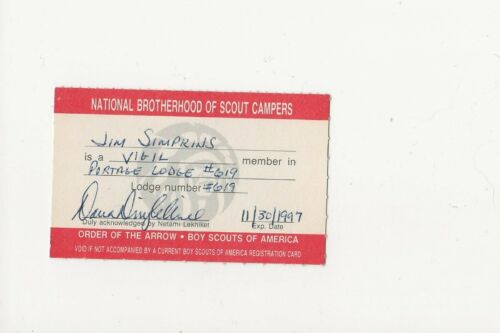 NATIONAL BROTHERHOOD OF SCOUT CAMPERS
JIM SIMPKINS
is a VIGIL member in
PORTAGE LODGE #619
Lodge number #619
11/30/1997
Duly acknowledged by Netami Lekhiket Exp. Date
ORDER OF THE ARROW • BOY SCOUTS OF AMERICA
VOID IF NOT ACCOMPANIED BY A CURRENT BOY SCOUTS OF AMERICA REGISTRATION CARD